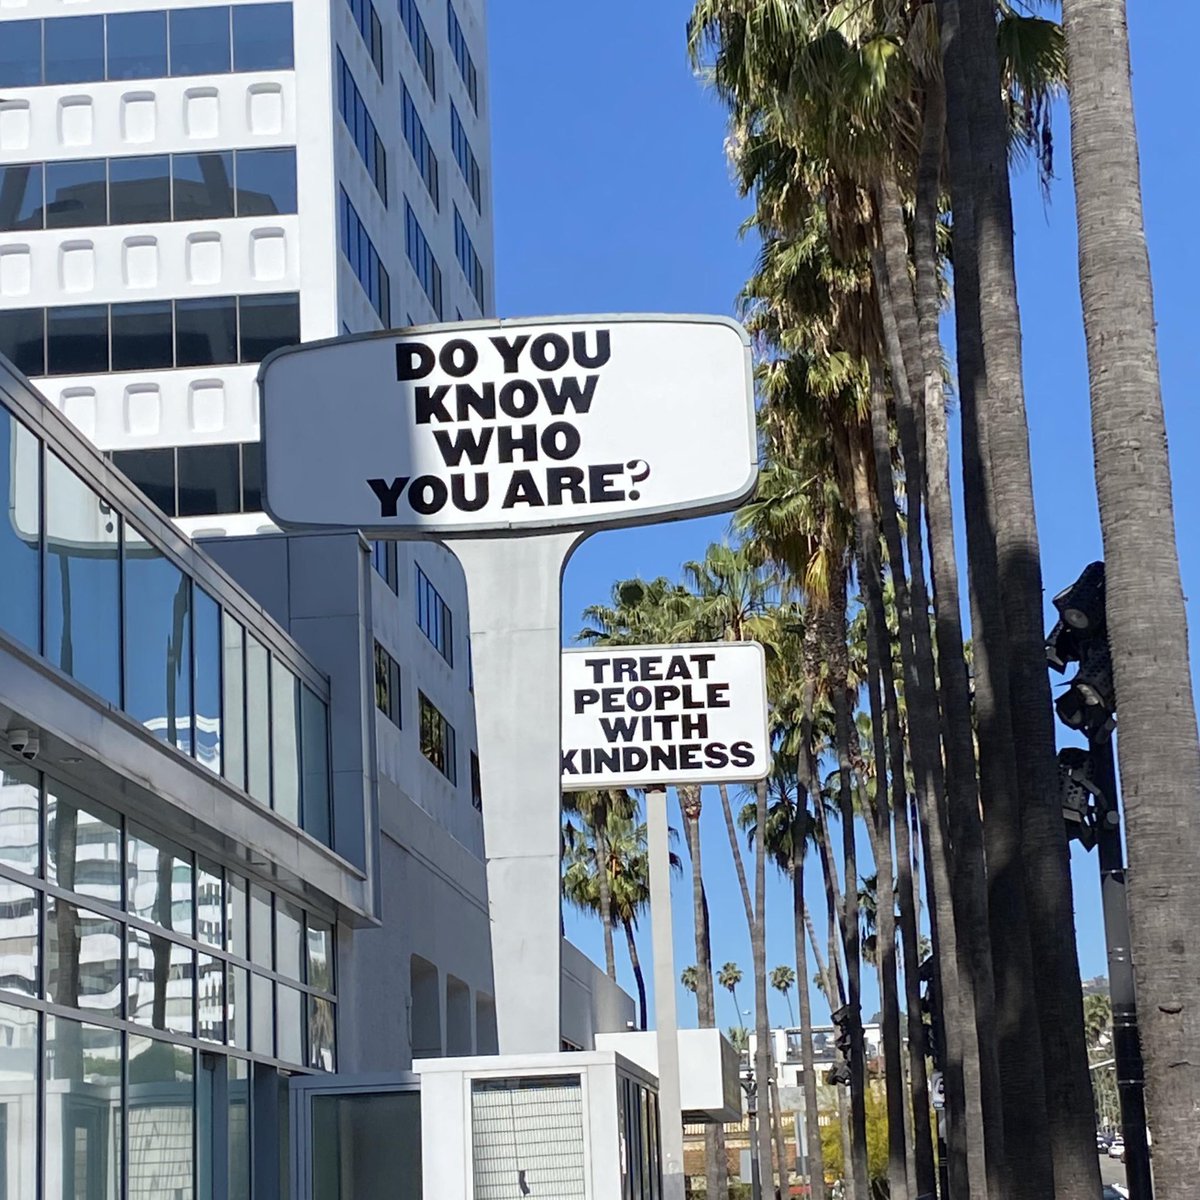 DO YOU
KNOW
WHO
YOU ARE?
TREAT
PEOPLE
WITH
KINDNESS